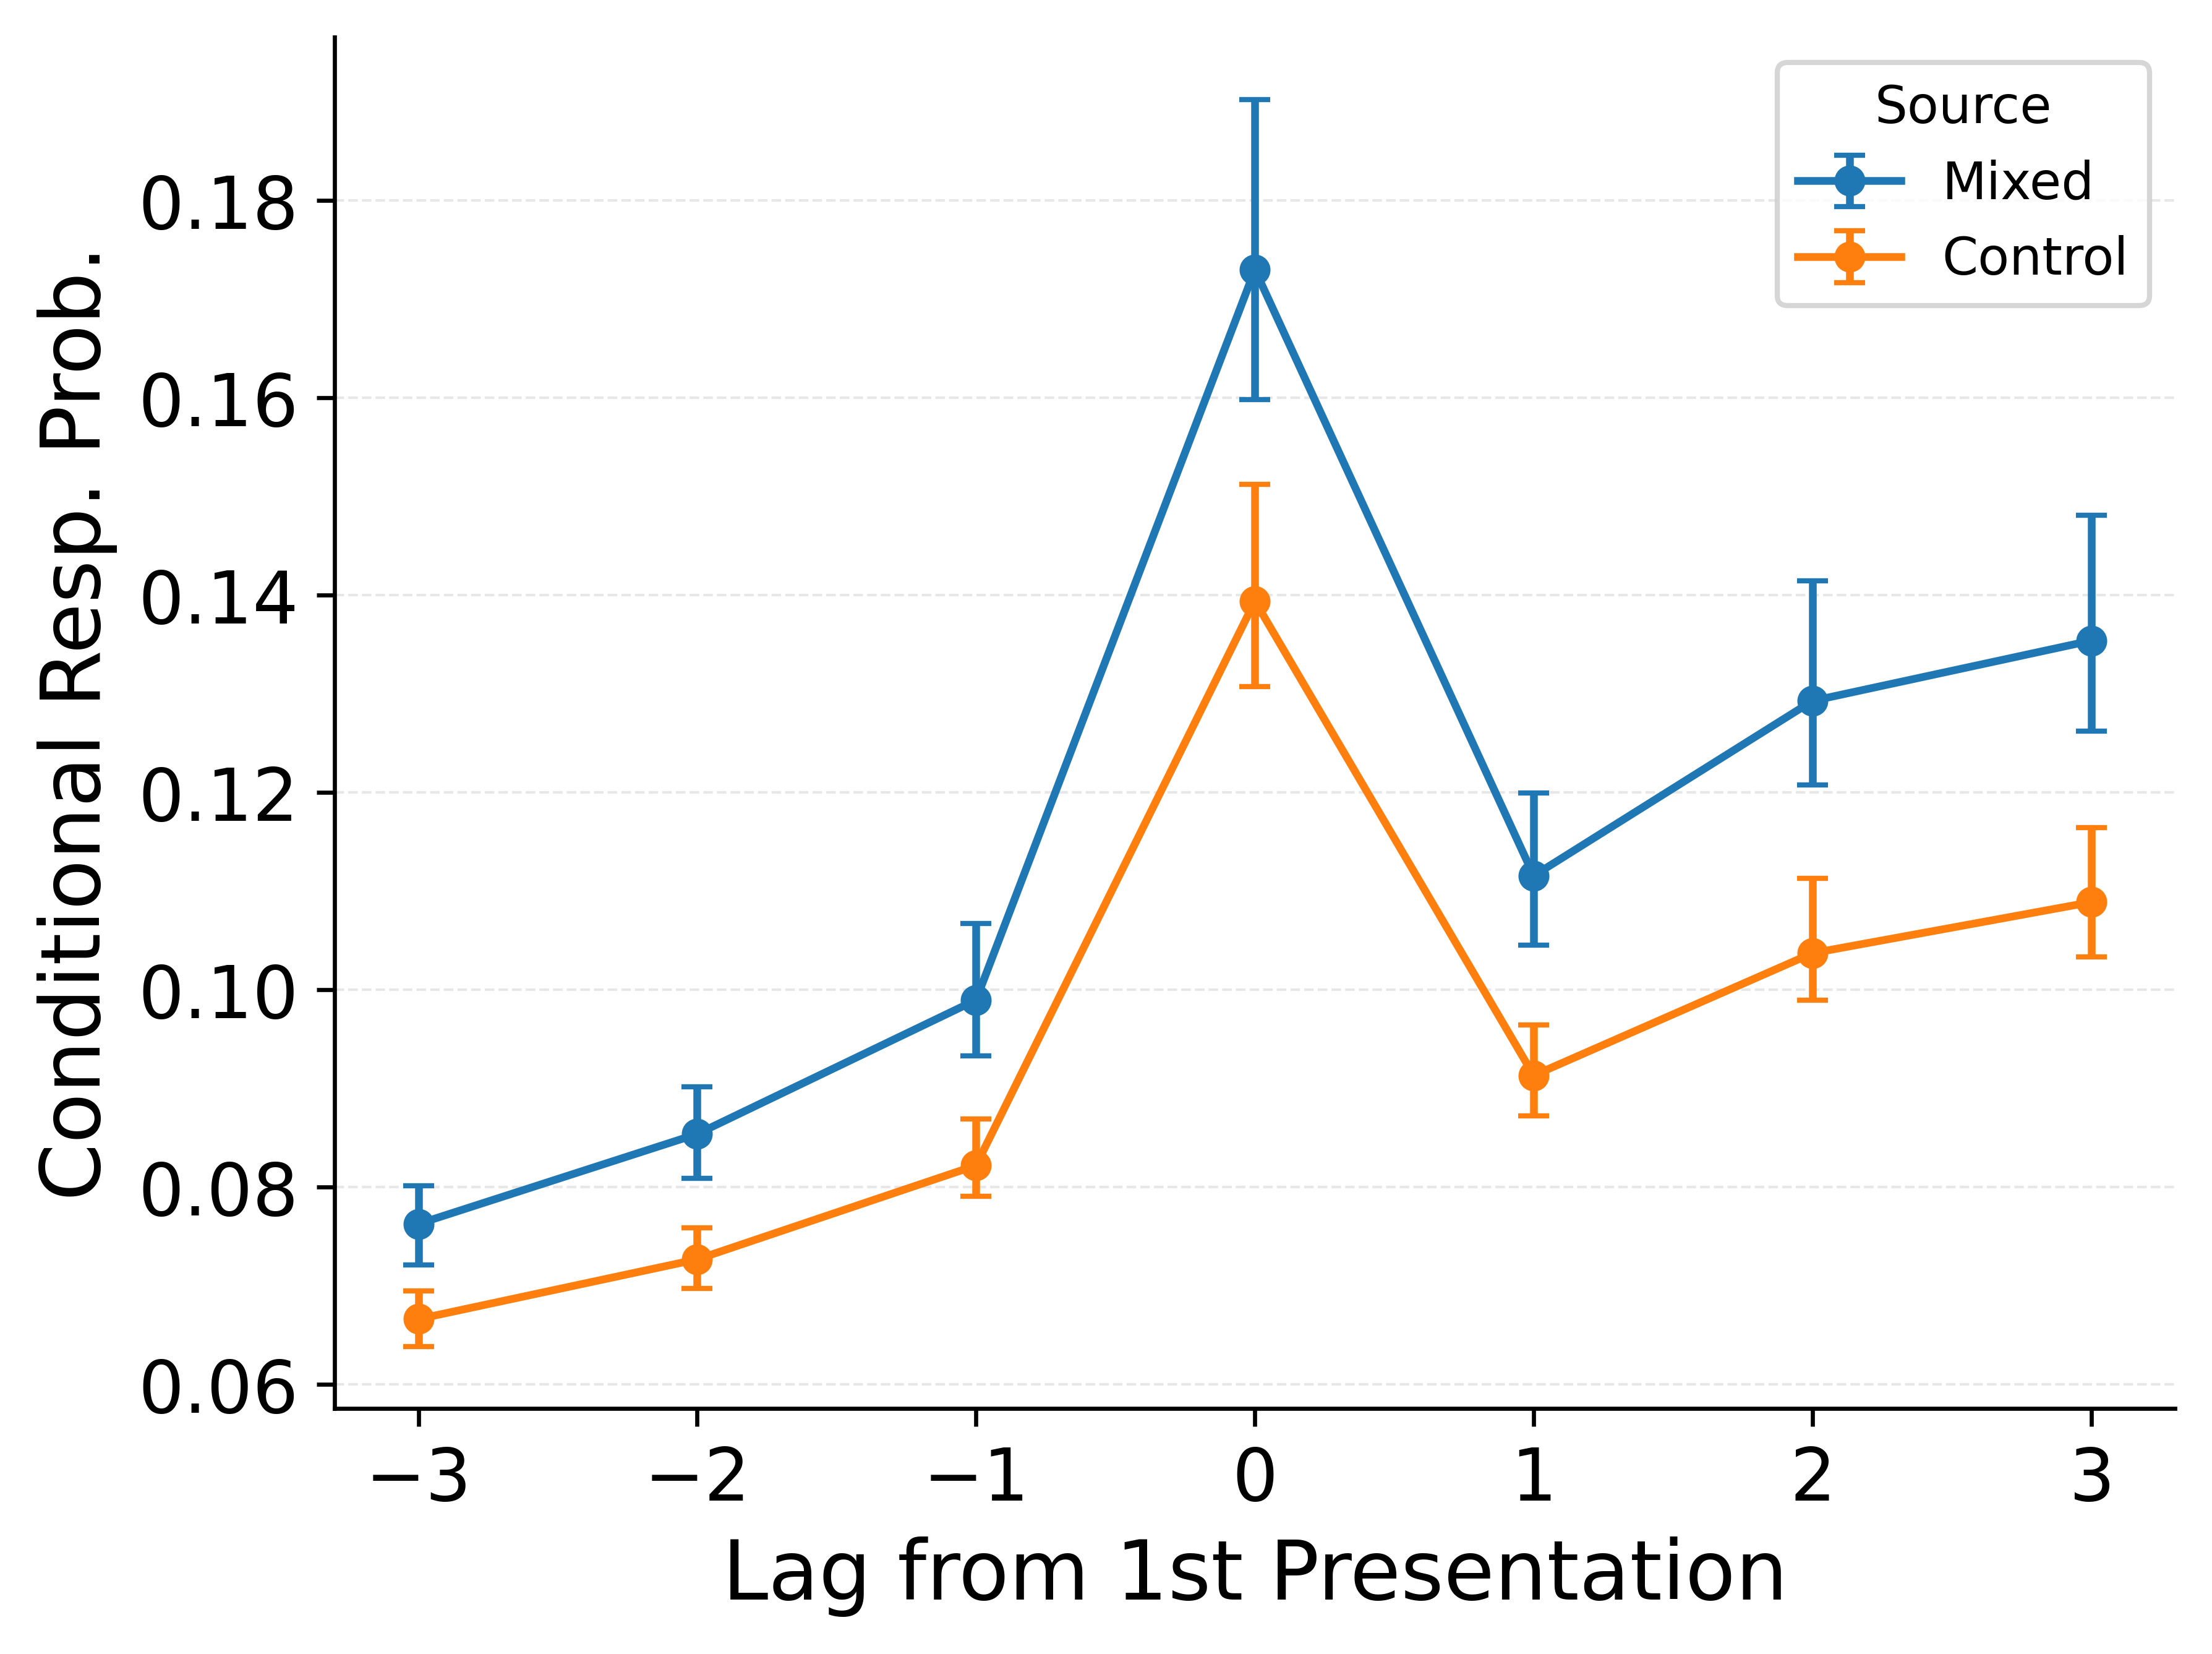 Conditional Resp. Prob.
0.18
0.16
0.14
0.12
0.10
0.08
0.06
Source
Mixed
Control
−3 −2 −1 0 1 2 3
Lag from 1st Presentation